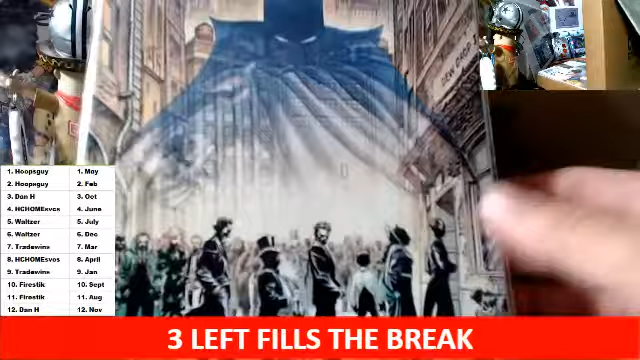 1. Hoopsguy 1. May
2. Hoopsguy 2. Feb
3. Dan H 3. Oct
4. HCHOMEsvcs 4. June
5. Waltzer 5. July
6. Waltzer 6. Dec
7. Tradewins 7. Mar
8. HCHOMEsvcs 8. April
9. Tradewins 9. Jan
10. Firestik 10. Sept
11. Firestik 11. Aug
12. Dan H 12. Nov
3 LEFT FILLS THE BREAK